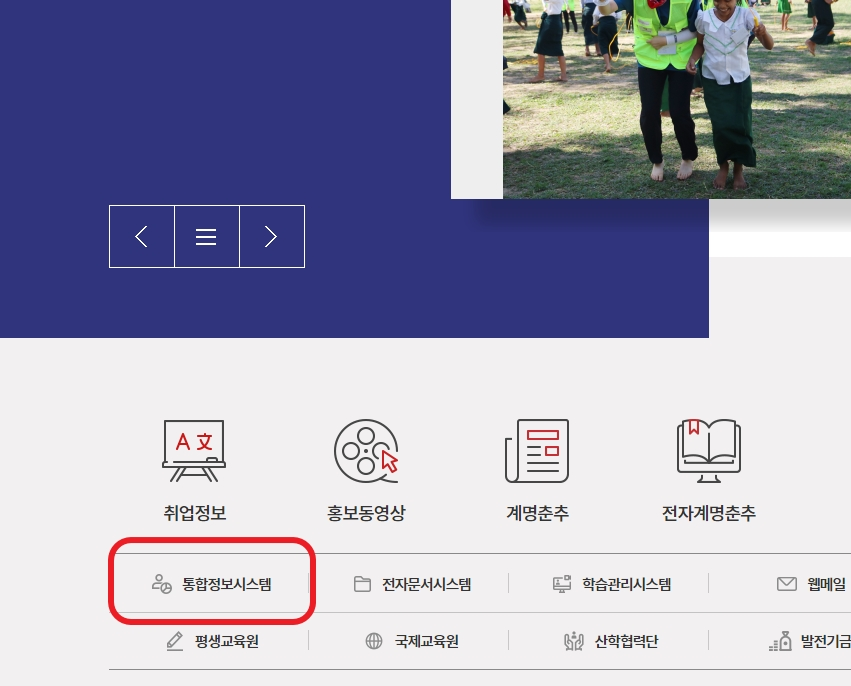 A 文
취업정보 홍보동영상 계명춘추 전자계명춘추
통합정보시스템 전자문서시스템 학습관리시스템 웹메일
평생교육원 국제교육원 산학협력단 발전기금